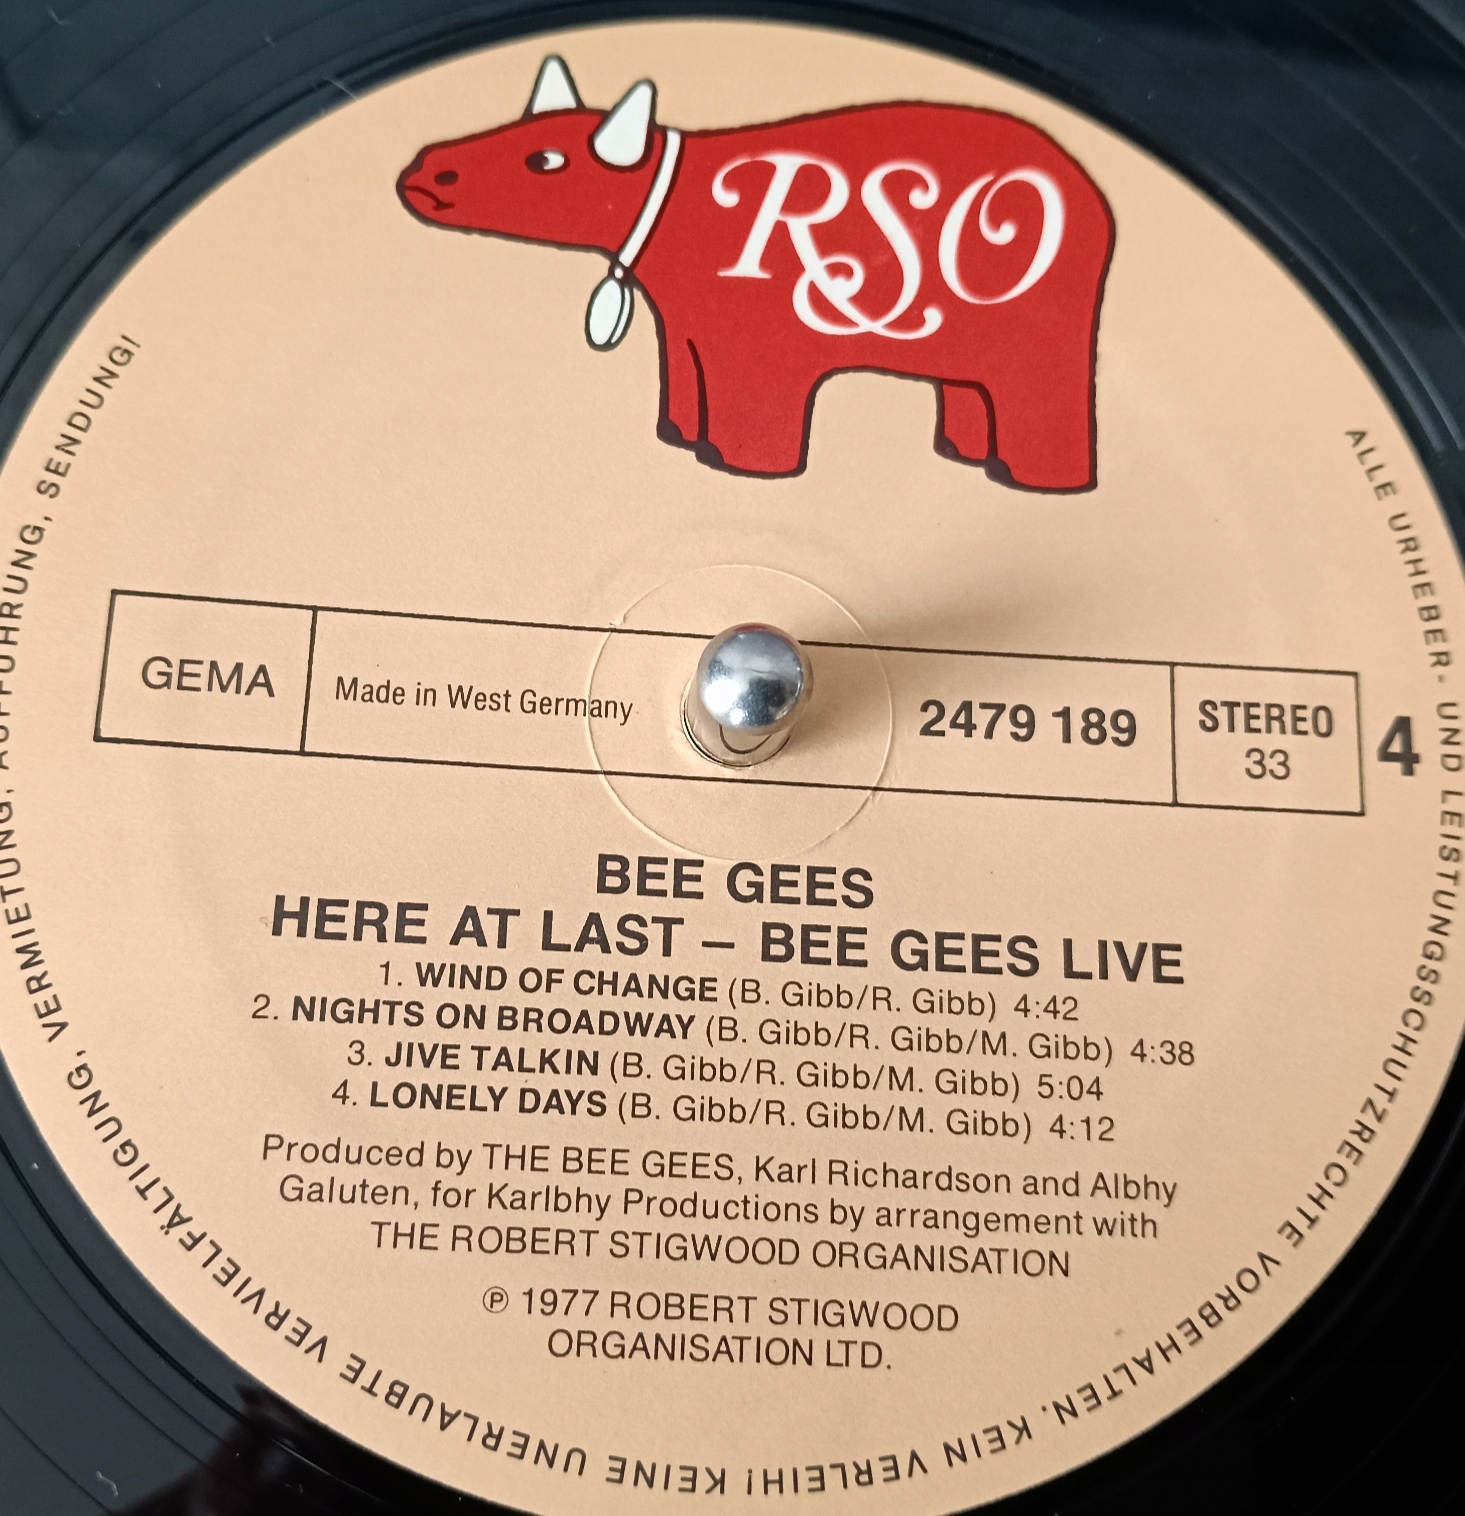 RSO
GEMA
Made in West Germany
2479 189
STEREO
33
4
BEE GEES
HERE AT LAST – BEE GEES LIVE
1. WIND OF CHANGE (B. Gibb/R. Gibb) 4:42
2. NIGHTS ON BROADWAY (B. Gibb/R. Gibb/M. Gibb) 4:38
3. JIVE TALKIN (B. Gibb/R. Gibb/M. Gibb) 5:04
4. LONELY DAYS (B. Gibb/R. Gibb/M. Gibb) 4:12
Produced by THE BEE GEES, Karl Richardson and Albhy
Galuten, for Karlbhy Productions by arrangement with
THE ROBERT STIGWOOD ORGANISATION
℗ 1977 ROBERT STIGWOOD
ORGANISATION LTD.
ALLE URHEBER- UND LEISTUNGSSCHUTZRECHTE VORBEHALTEN. KEIN VERLEIH! KEINE UNERLAUBTE VERVIELFÄLTIGUNG, VERMIETUNG, AUFFÜHRUNG, SENDUNG!